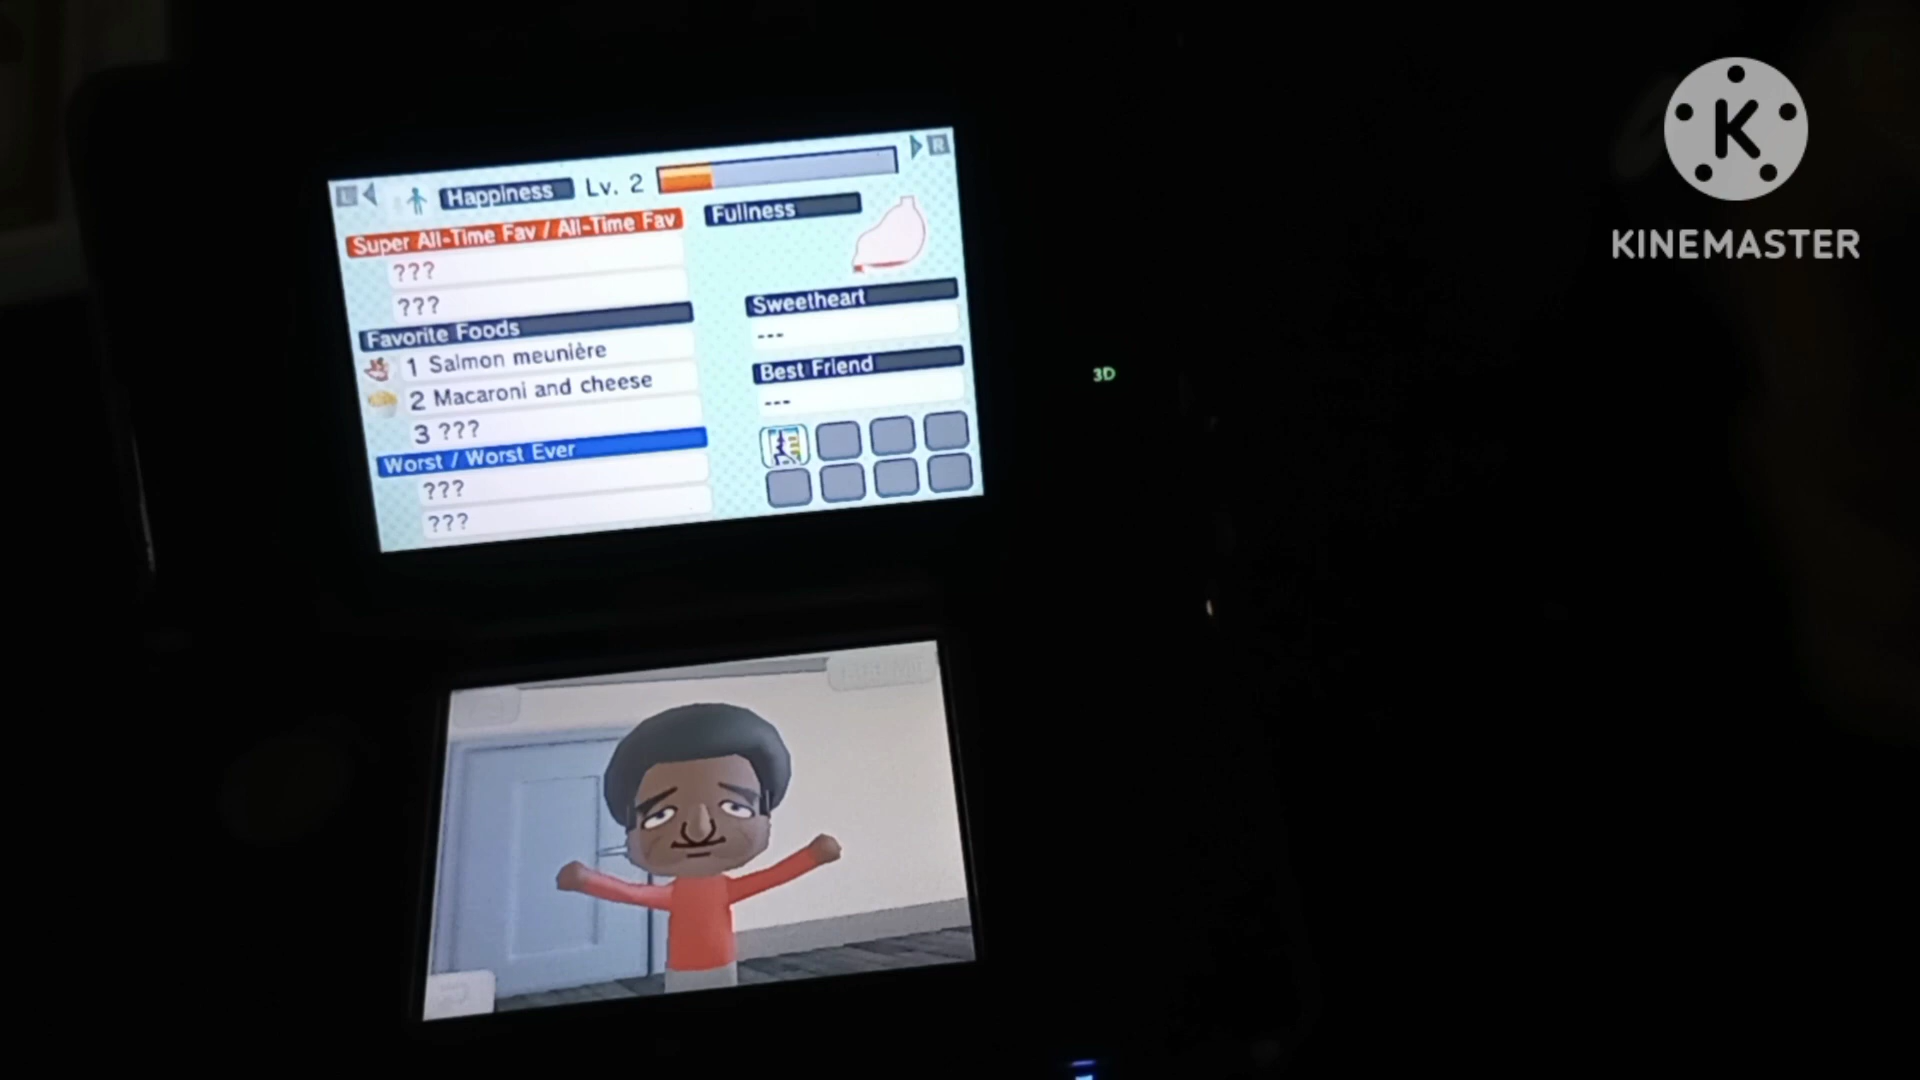 L
Happiness Lv. 2
R
Super All-Time Fav / All-Time Fav
???
???
Favorite Foods
1 Salmon meunière
2 Macaroni and cheese
3 ???
Worst / Worst Ever
???
???
Fullness
Sweetheart
---
Best Friend
---
3D
K
KINEMASTER